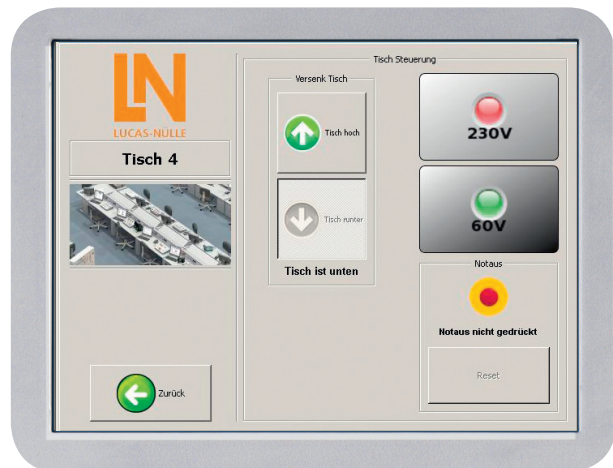 LN
LUCAS-NÜLLE
Tisch 4
Zurück
Tisch Steuerung
Versenk Tisch
Tisch hoch
Tisch runter
Tisch ist unten
230V
60V
Notaus
Notaus nicht gedrückt
Reset